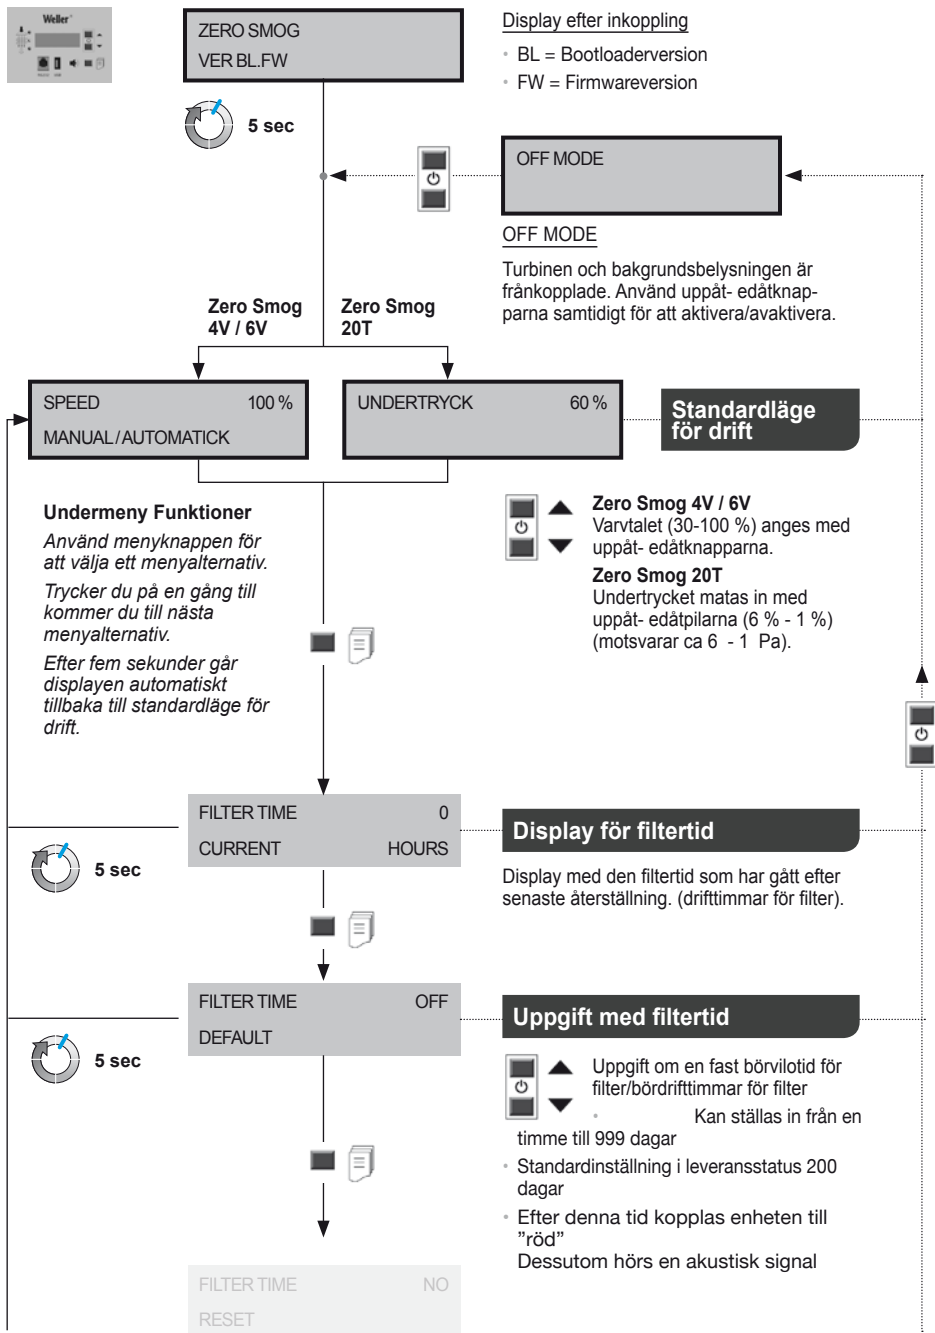 Weller
ZERO SMOG
VER BL.FW
Display efter inkoppling
• BL = Bootloaderversion
• FW = Firmwareversion
5 sec
OFF MODE
OFF MODE
Turbinen och bakgrundsbelysningen är
frånkopplade. Använd uppåt- edåtknap-
parna samtidigt för att aktivera/avaktivera.
Zero Smog
4V / 6V
Zero Smog
20T
SPEED 100 %
MANUAL/AUTOMATICK
UNDERTRYCK 60 %
Standardläge
för drift
Undermeny Funktioner
Använd menyknappen för
att välja ett menyalternativ.
Trycker du på en gång till
kommer du till nästa
menyalternativ.
Efter fem sekunder går
displayen automatiskt
tillbaka till standardläge för
drift.
Zero Smog 4V / 6V
Varvtalet (30-100 %) anges med
uppåt- edåtknapparna.
Zero Smog 20T
Undertrycket matas in med
uppåt- edåtpilarna (6 % - 1 %)
(motsvarar ca 6 - 1 Pa).
FILTER TIME 0
CURRENT HOURS
5 sec
Display för filtertid
Display med den filtertid som har gått efter
senaste återställning. (drifttimmar för filter).
FILTER TIME OFF
DEFAULT
5 sec
Uppgift med filtertid
Uppgift om en fast börvilotid för
filter/bördrifttimmar för filter
• Kan ställas in från en
timme till 999 dagar
• Standardinställning i leveransstatus 200
dagar
• Efter denna tid kopplas enheten till
”röd”
Dessutom hörs en akustisk signal
FILTER TIME NO
RESET